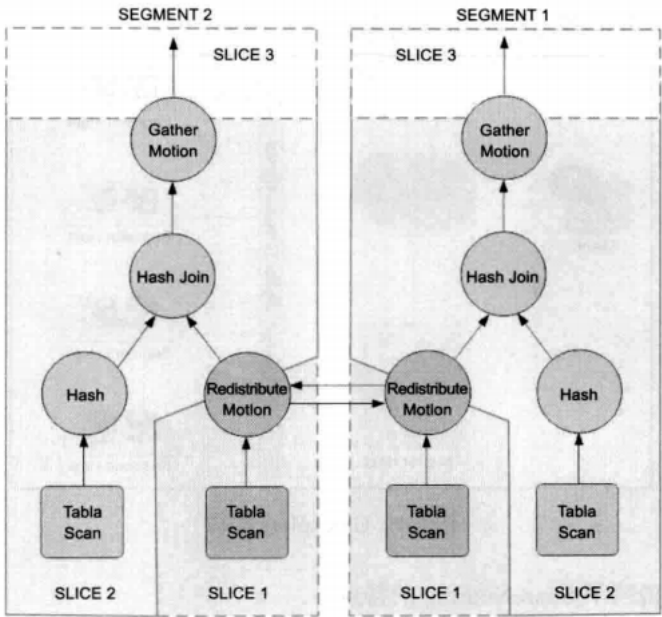 SEGMENT 2
SEGMENT 1
SLICE 3
SLICE 3
Gather
Motion
Gather
Motion
Hash Join
Hash Join
Hash
Redistribute
Motion
Redistribute
Motion
Hash
Tabla
Scan
Tabla
Scan
Tabla
Scan
Tabla
Scan
SLICE 2
SLICE 1
SLICE 1
SLICE 2